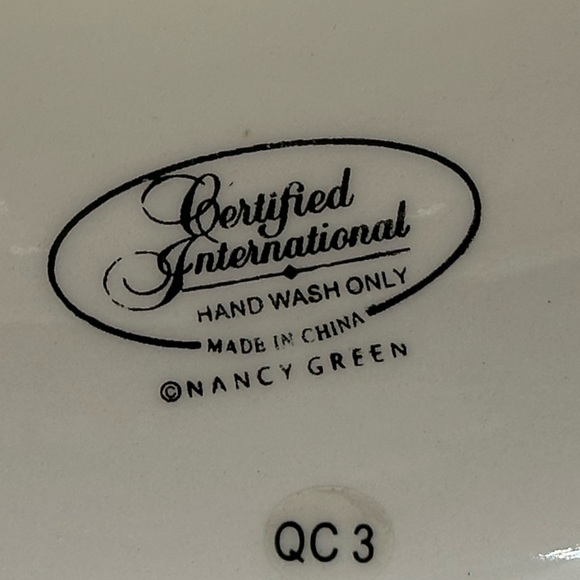 Certified
International
HAND WASH ONLY
MADE IN CHINA
©NANCY GREEN
QC 3